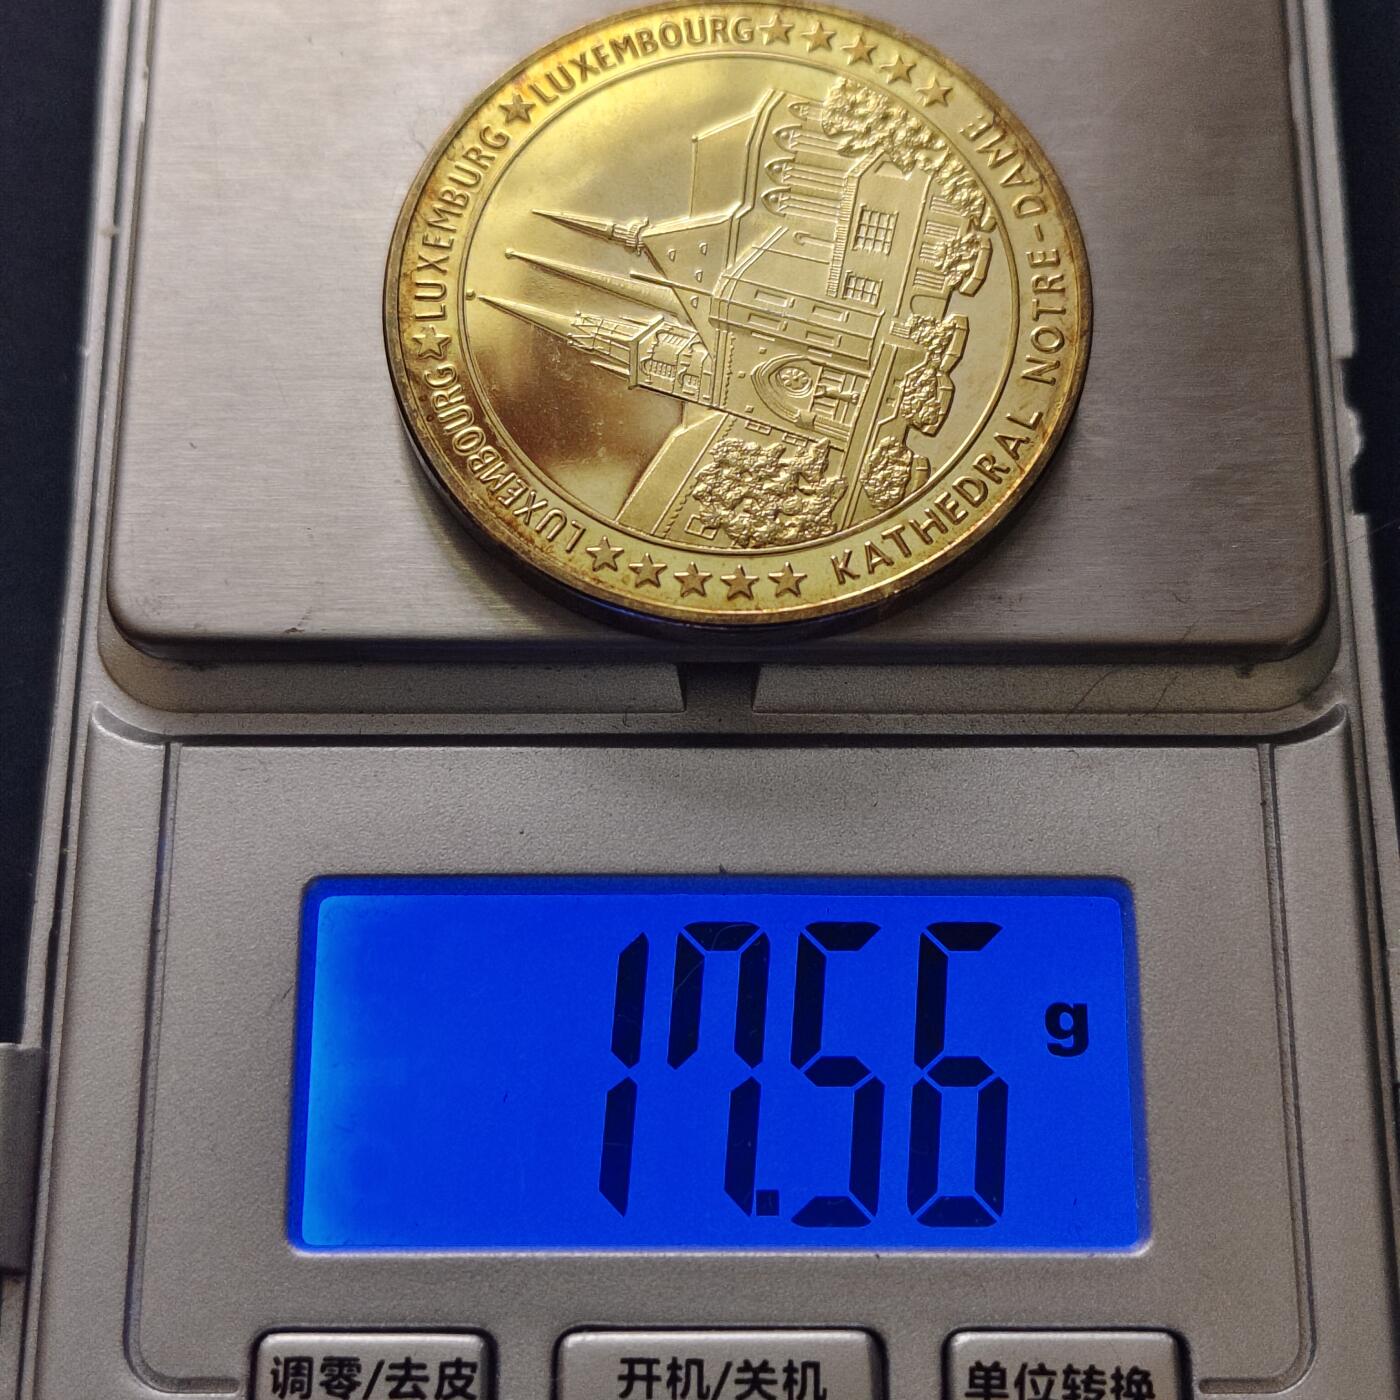 LUXEMBOURG ★ LUXEMBURG ★ LUXEMBOURG ★★★★★
★★★★★ KATHEDRAL NOTRE-DAME
17.56 g
调零/去皮
开机/关机
单位转换